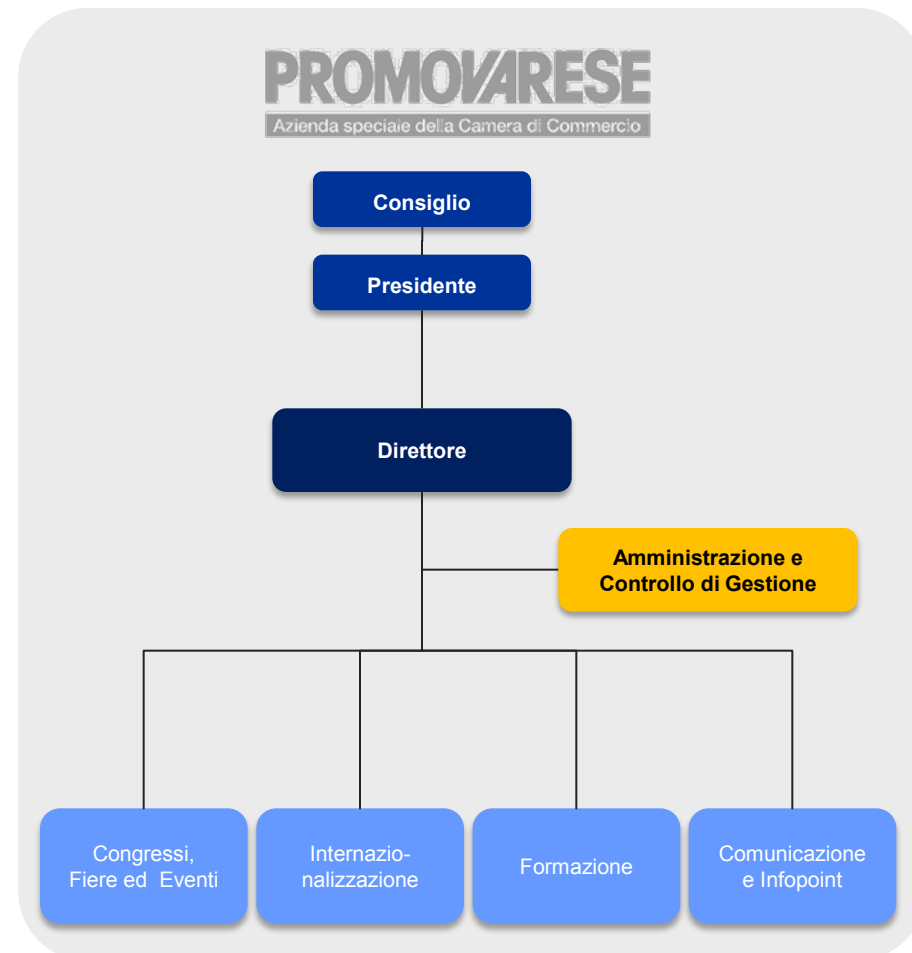 PROMOVARESE
Azienda speciale della Camera di Commercio
Consiglio
Presidente
Direttore
Amministrazione e
Controllo di Gestione
Congressi,
Fiere ed Eventi
Internazio-
nalizzazione
Formazione
Comunicazione
e Infopoint